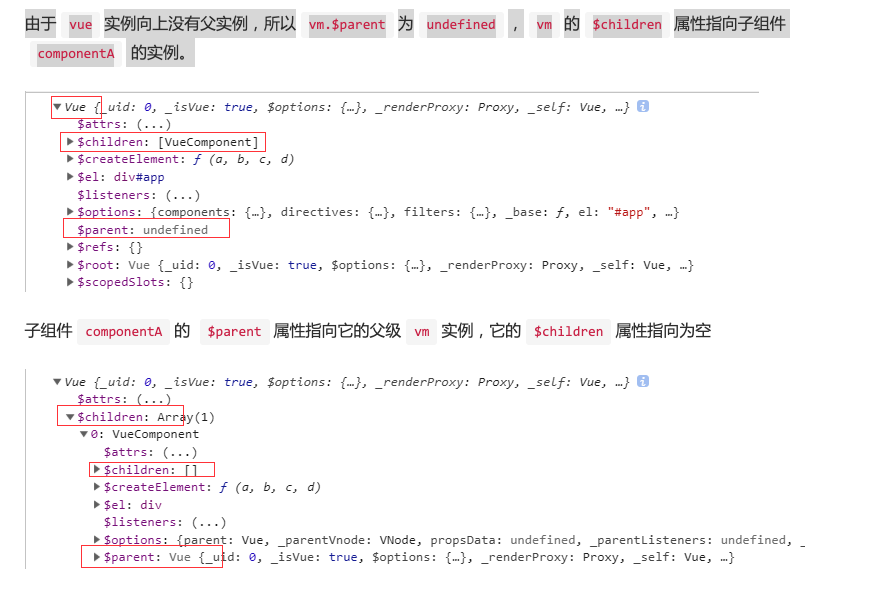 由于 vue 实例向上没有父实例，所以 vm.$parent 为 undefined ，vm 的 $children 属性指向子组件
componentA 的实例。
▼Vue {_uid: 0, _isVue: true, $options: {…}, _renderProxy: Proxy, _self: Vue, …} i
$attrs: (...)
▶$children: [VueComponent]
▶$createElement: ƒ (a, b, c, d)
▶$el: div#app
$listeners: (...)
▶$options: {components: {…}, directives: {…}, filters: {…}, _base: ƒ, el: "#app", …}
$parent: undefined
▶$refs: {}
▶$root: Vue {_uid: 0, _isVue: true, $options: {…}, _renderProxy: Proxy, _self: Vue, …}
▶$scopedSlots: {}
子组件 componentA 的 $parent 属性指向它的父级 vm 实例，它的 $children 属性指向为空
▼Vue {_uid: 0, _isVue: true, $options: {…}, _renderProxy: Proxy, _self: Vue, …} i
$attrs: (...)
▼$children: Array(1)
▼0: VueComponent
$attrs: (...)
▶$children: []
▶$createElement: ƒ (a, b, c, d)
▶$el: div
$listeners: (...)
▶$options: {parent: Vue, _parentVnode: VNode, propsData: undefined, _parentListeners: undefined, _
▶$parent: Vue {_uid: 0, _isVue: true, $options: {…}, _renderProxy: Proxy, _self: Vue, …}